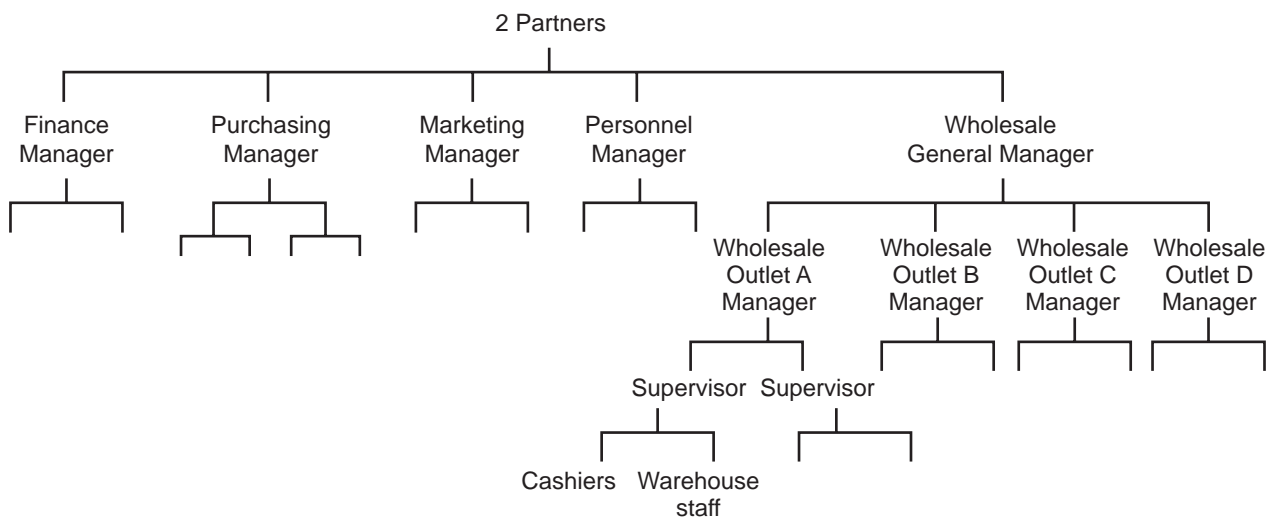 2 Partners
Finance
Manager
Purchasing
Manager
Marketing
Manager
Personnel
Manager
Wholesale
General Manager
Wholesale
Outlet A
Manager
Wholesale
Outlet B
Manager
Wholesale
Outlet C
Manager
Wholesale
Outlet D
Manager
Supervisor
Supervisor
Cashiers
Warehouse
staff